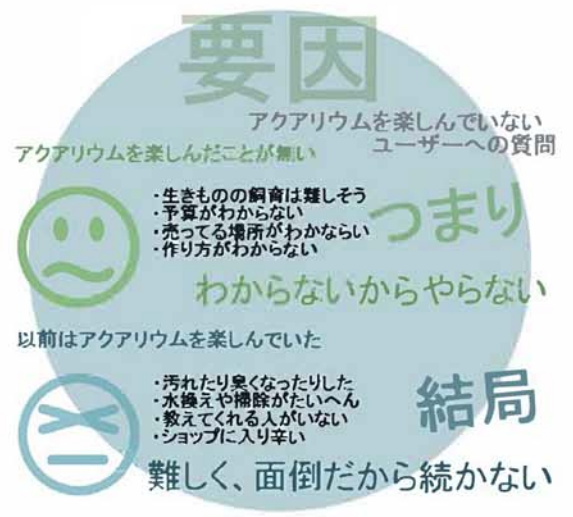 要因
アクアリウムを楽しんでいない
ユーザーへの質問
アクアリウムを楽しんだことが無い
・生きものの飼育は難しそう
・予算がわからない
・売ってる場所がわかならい
・作り方がわからない
つまり
わからないからやらない
以前はアクアリウムを楽しんでいた
・汚れたり臭くなったりした
・水換えや掃除がたいへん
・教えてくれる人がいない
・ショップに入り辛い
結局
難しく、面倒だから続かない